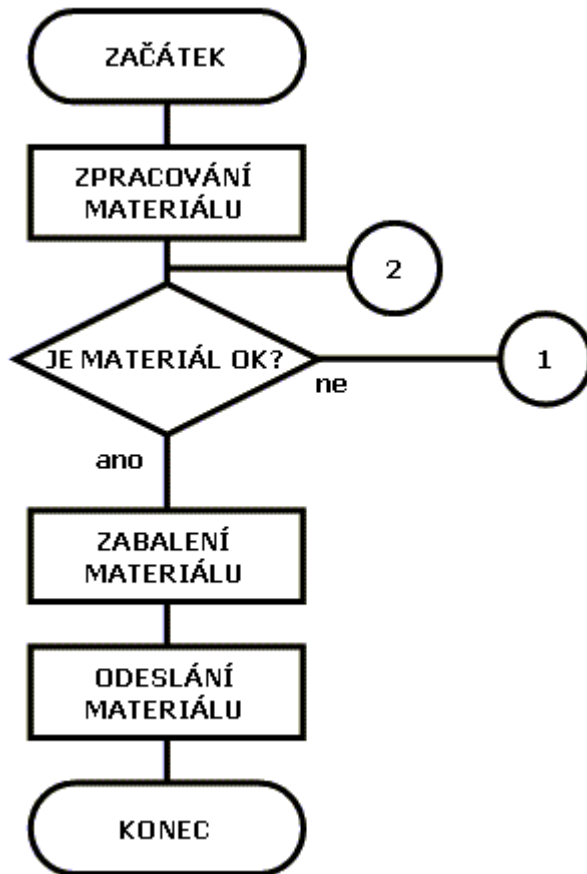 ZAČÁTEK
ZPRACOVÁNÍ
MATERIÁLU
2
JE MATERIÁL OK?
ne
1
ano
ZABALENÍ
MATERIÁLU
ODESLÁNÍ
MATERIÁLU
KONEC